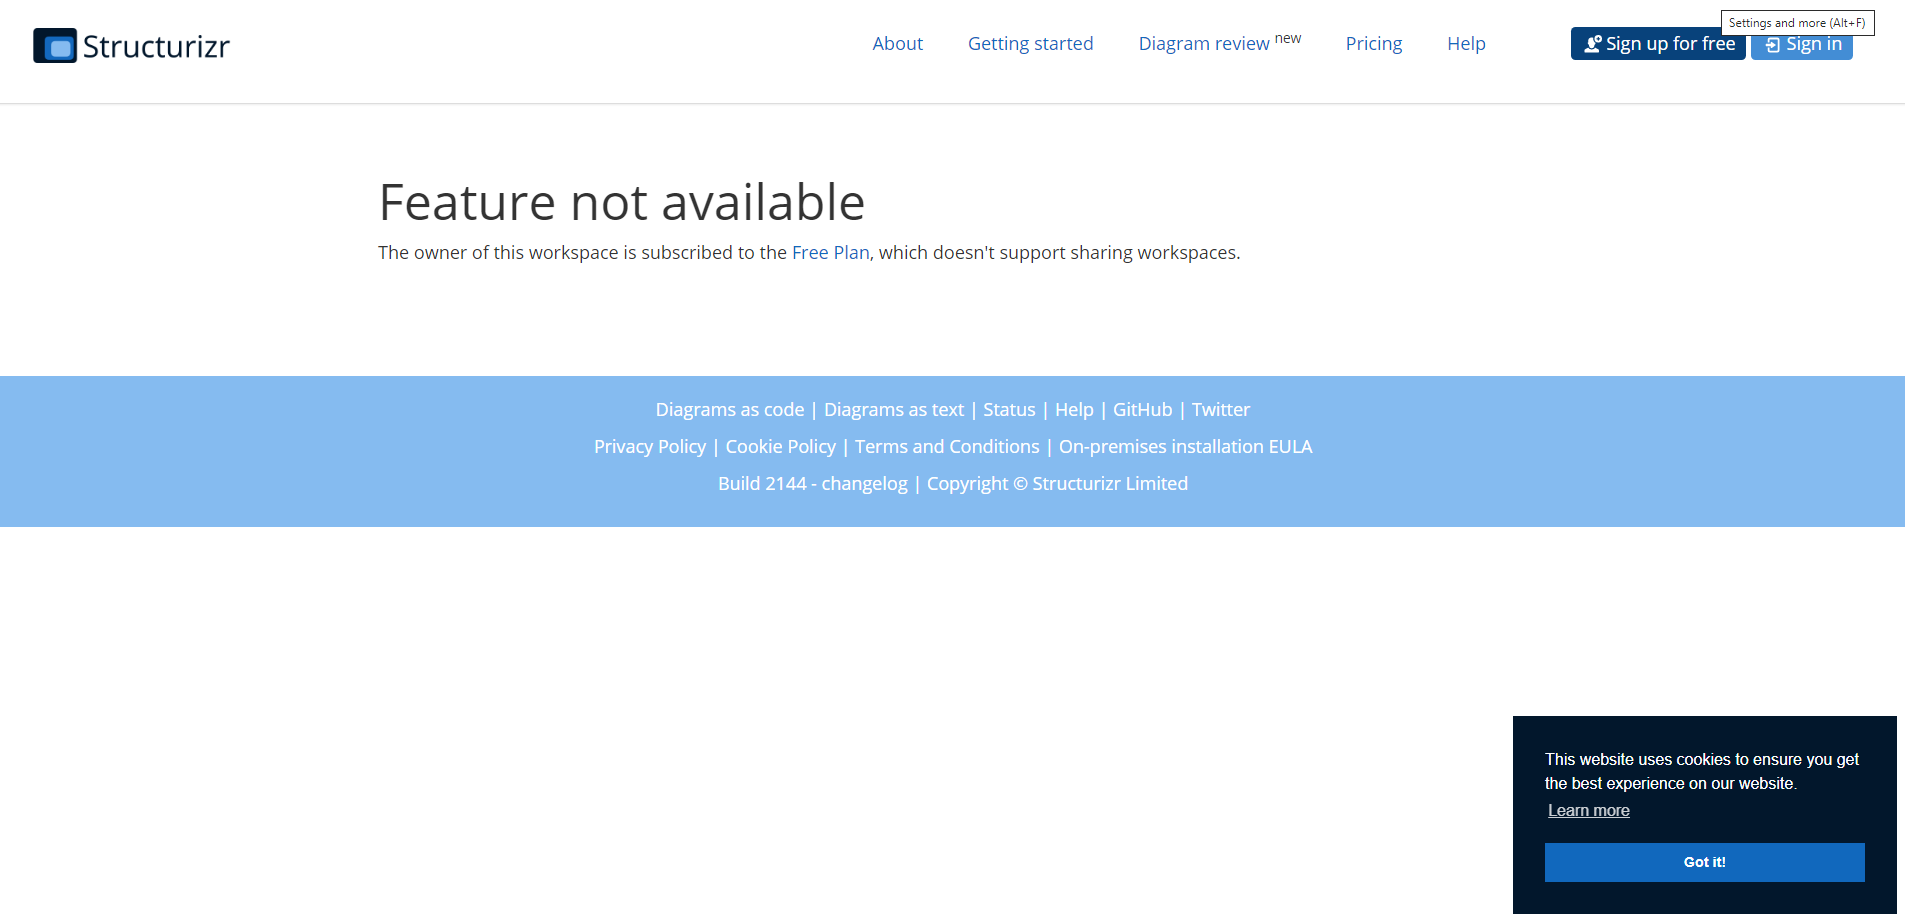 Structurizr
About
Getting started
Diagram review new
Pricing
Help
Settings and more (Alt+F)
Sign up for free
Sign in
Feature not available
The owner of this workspace is subscribed to the Free Plan, which doesn't support sharing workspaces.
Diagrams as code | Diagrams as text | Status | Help | GitHub | Twitter
Privacy Policy | Cookie Policy | Terms and Conditions | On-premises installation EULA
Build 2144 - changelog | Copyright © Structurizr Limited
This website uses cookies to ensure you get
the best experience on our website.
Learn more
Got it!